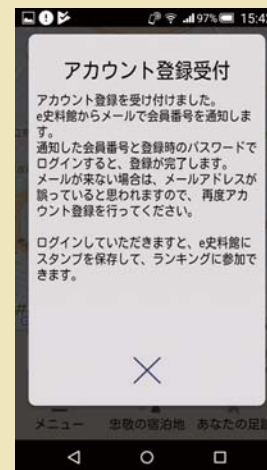 97% 15:42
アカウント登録受付
アカウント登録を受け付けました。
e史料館からメールで会員番号を通知しま
す。
通知した会員番号と登録時のパスワードで
ログインすると、登録が完了します。
メールが来ない場合は、メールアドレスが
誤っていると思われますので、再度アカ
ウント登録を行ってください。
ログインしていただきますと、e史料館に
スタンプを保存して、ランキングに参加で
きます。
メニュー 忠敬の宿泊地 あなたの足跡